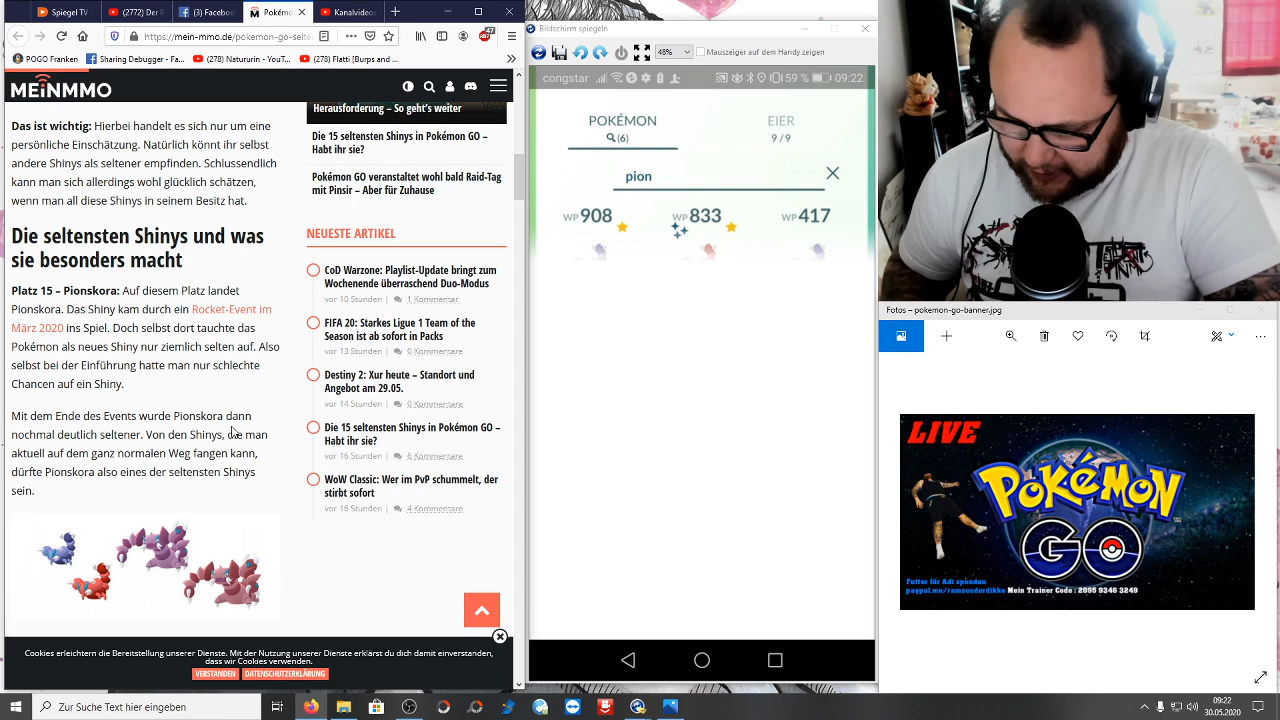 Spiegel TV
(2772) Der F
(3) Facebool
Pokémo
Kanalvideos
https://mein-mmo.de/pokemon-go-selte
47
POGO Franken
Sharing Debugger - Fa...
(278) Natururin - YouT...
(278) Flatti [Burps and ...
MEINMMO
Das ist wichtig: Hierbei handelt es sich nur um eine
persönliche Einschätzung. Natürlich könnt ihr selbst
andere Shinys als seltener empfinden. Schlussendlich
kann man sich allerdings wohl glücklich schätzen,
wenn man all diese Shinys in seinem Besitz hat.
Die seltensten Shinys und was
sie besonders macht
Platz 15 – Pionskora: Auf diesem Platz landet
Pionskora. Das Shiny kam durch ein Rocket-Event im
März 2020 ins Spiel. Doch selbst dort tauchte das
Pokémon als neues Shiny nur ziemlich selten auf. Also
selbst bei der Einführung hatte man nur schlechte
Chancen auf ein Shiny.
Mit dem Ende des Events wurde Pionskora dann
nochmal deutlich seltener. Von den Shinys, die man
aktuell auf dem ganz normalen Weg fangen kann,
dürfte Pionskora also eines der seltensten Shinys
sein.
Herausforderung – So geht's weiter
Die 15 seltensten Shinys in Pokémon GO –
Habt ihr sie?
Pokémon GO veranstaltet wohl bald Raid-Tag
mit Pinsir – Aber für Zuhause
NEUESTE ARTIKEL
CoD Warzone: Playlist-Update bringt zum
Wochenende überraschend Duo-Modus
vor 10 Stunden | 1 Kommentar
FIFA 20: Starkes Ligue 1 Team of the
Season ist ab sofort in Packs
vor 13 Stunden | 0 Kommentare
Destiny 2: Xur heute – Standort und
Angebot am 29.05.
vor 14 Stunden | 0 Kommentare
Die 15 seltensten Shinys in Pokémon GO –
Habt ihr sie?
vor 16 Stunden | 6 Kommentare
WoW Classic: Wer im PvP schummelt, der
stirbt sofort
vor 16 Stunden | 4 Kommentare
Cookies erleichtern die Bereitstellung unserer Dienste. Mit der Nutzung unserer Dienste erklärst du dich damit einverstanden,
dass wir Cookies verwenden.
VERSTANDEN DATENSCHUTZERKLÄRUNG
Bildschirm spiegeln
48% Mauszeiger auf dem Handy zeigen
congstar 59 % 09:22
POKÉMON EIER
(6) 9 / 9
pion
WP908 WP833 WP417
Fotos – pokemon-go-banner.jpg
LIVE
POKéMON
TM
GO
Futter für Adi spenden
paypal.me/ramsesderdikke Mein Trainer Code : 2095 9346 3249
Zur Suche Text hier eingeben
09:22
30.05.2020